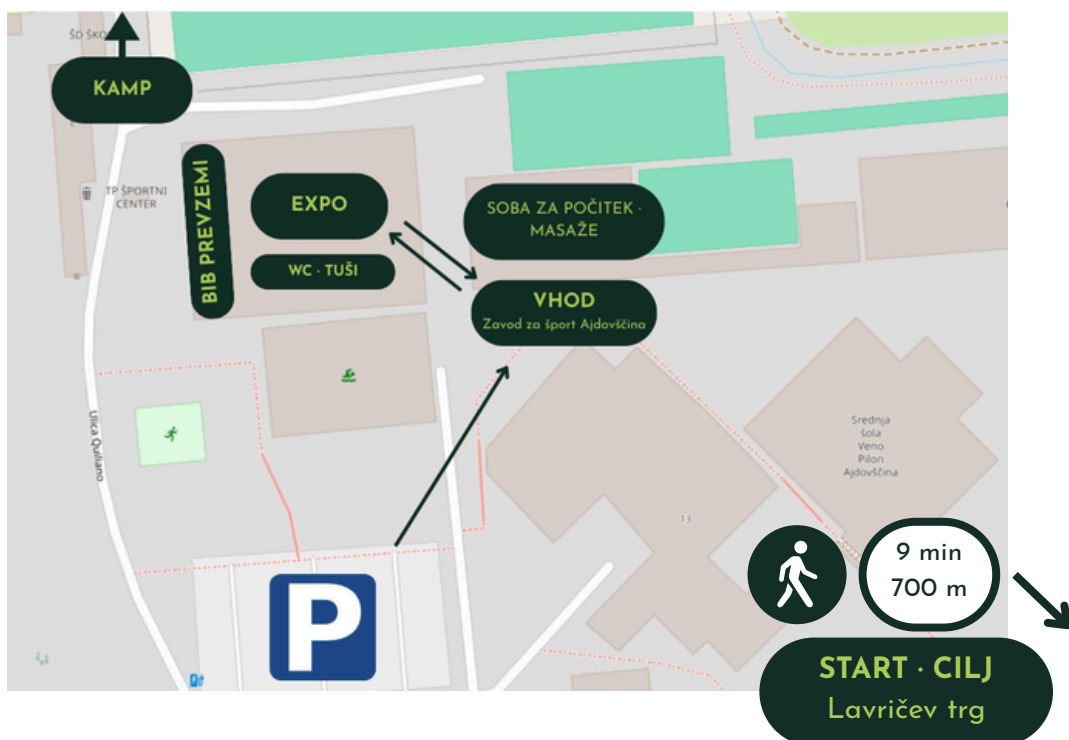 ŠD ŠKO
KAMP
TP ŠPORTNI
CENTER
BIB PREVZEMI
EXPO
WC · TUŠI
SOBA ZA POČITEK ·
MASAŽE
VHOD
Zavod za šport Ajdovščina
Ulica Quiliano
Srednja
šola
Veno
Pilon
Ajdovščina
13
P
9 min
700 m
START · CILJ
Lavričev trg